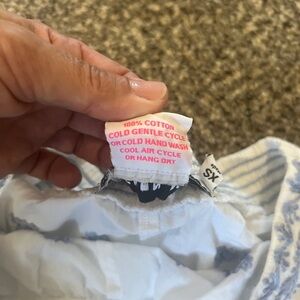 100% COTTON
COLD GENTLE CYCLE
OR COLD HAND WASH
COOL AIR CYCLE
OR HANG DRY
XS